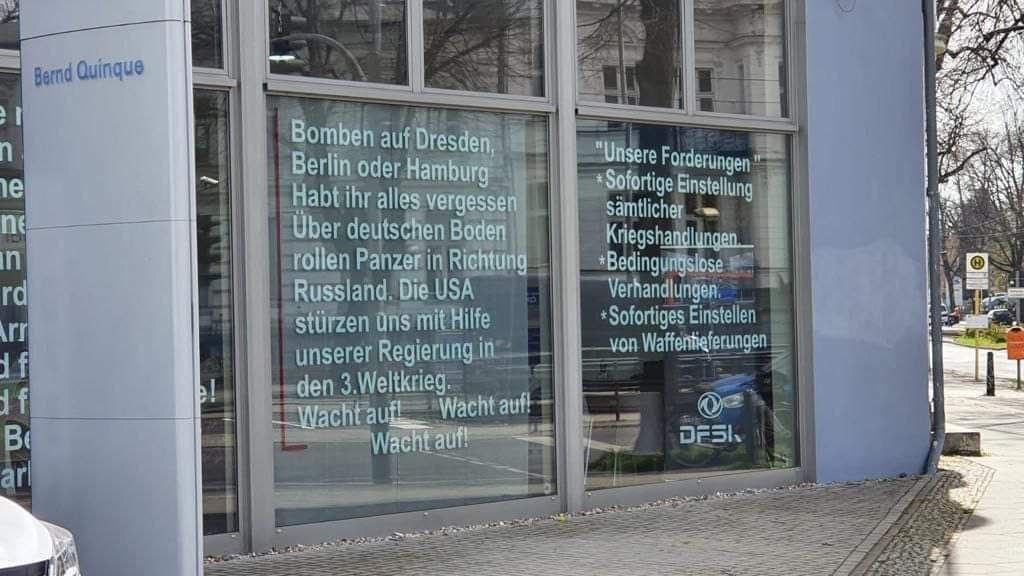 Bernd Quinque
Bomben auf Dresden,
Berlin oder Hamburg
Habt ihr alles vergessen
Über deutschen Boden
rollen Panzer in Richtung
Russland. Die USA
stürzen uns mit Hilfe
unserer Regierung in
den 3.Weltkrieg.
Wacht auf! Wacht auf!
Wacht auf!
"Unsere Forderungen"
*Sofortige Einstellung
sämtlicher
Kriegshandlungen.
*Bedingungslose
Verhandlungen.
*Sofortiges Einstellen
von Waffenlieferungen
DFSK
H